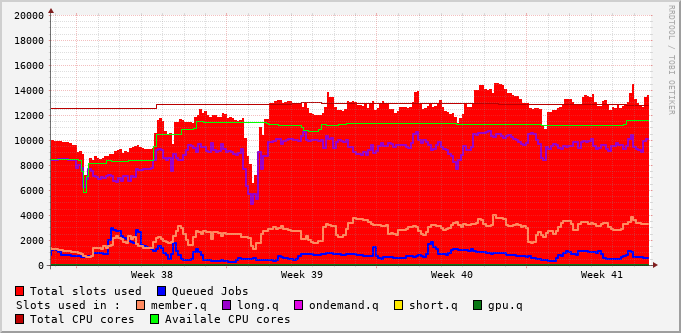 20000
18000
16000
14000
12000
10000
8000
6000
4000
2000
0
Week 38 Week 39 Week 40 Week 41
Total slots used Queued Jobs
Slots used in : member.q long.q ondemand.q short.q gpu.q
Total CPU cores Availale CPU cores
RRDTOOL / TOBI OETIKER